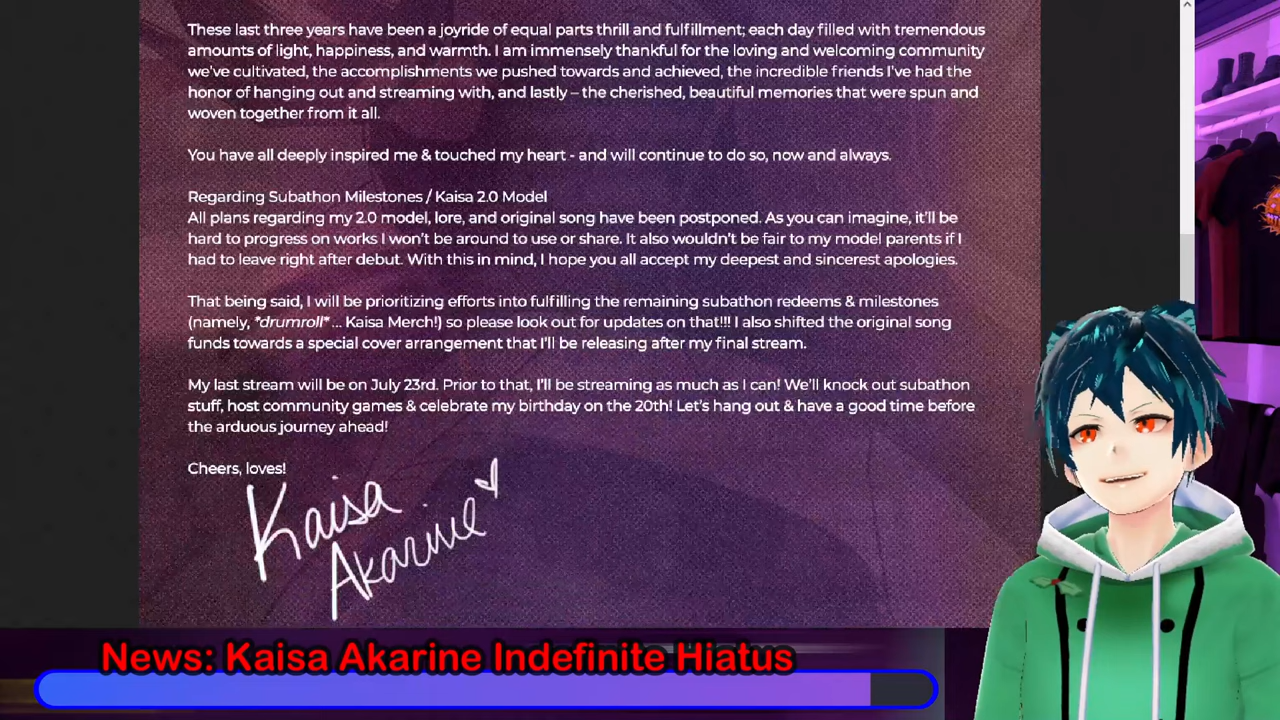 These last three years have been a joyride of equal parts thrill and fulfillment; each day filled with tremendous
amounts of light, happiness, and warmth. I am immensely thankful for the loving and welcoming community
we've cultivated, the accomplishments we pushed towards and achieved, the incredible friends I've had the
honor of hanging out and streaming with, and lastly – the cherished, beautiful memories that were spun and
woven together from it all.
You have all deeply inspired me & touched my heart - and will continue to do so, now and always.
Regarding Subathon Milestones / Kaisa 2.0 Model
All plans regarding my 2.0 model, lore, and original song have been postponed. As you can imagine, it'll be
hard to progress on works I won't be around to use or share. It also wouldn't be fair to my model parents if I
had to leave right after debut. With this in mind, I hope you all accept my deepest and sincerest apologies.
That being said, I will be prioritizing efforts into fulfilling the remaining subathon redeems & milestones
(namely, *drumroll* ... Kaisa Merch!) so please look out for updates on that!!! I also shifted the original song
funds towards a special cover arrangement that I'll be releasing after my final stream.
My last stream will be on July 23rd. Prior to that, I'll be streaming as much as I can! We'll knock out subathon
stuff, host community games & celebrate my birthday on the 20th! Let's hang out & have a good time before
the arduous journey ahead!
Cheers, loves!
Kaisa
Akarine
News: Kaisa Akarine Indefinite Hiatus